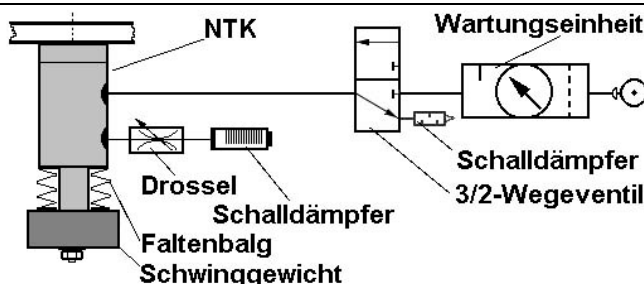 NTK
Wartungseinheit
Drossel
Schalldämpfer
Schalldämpfer
3/2-Wegeventil
Faltenbalg
Schwinggewicht